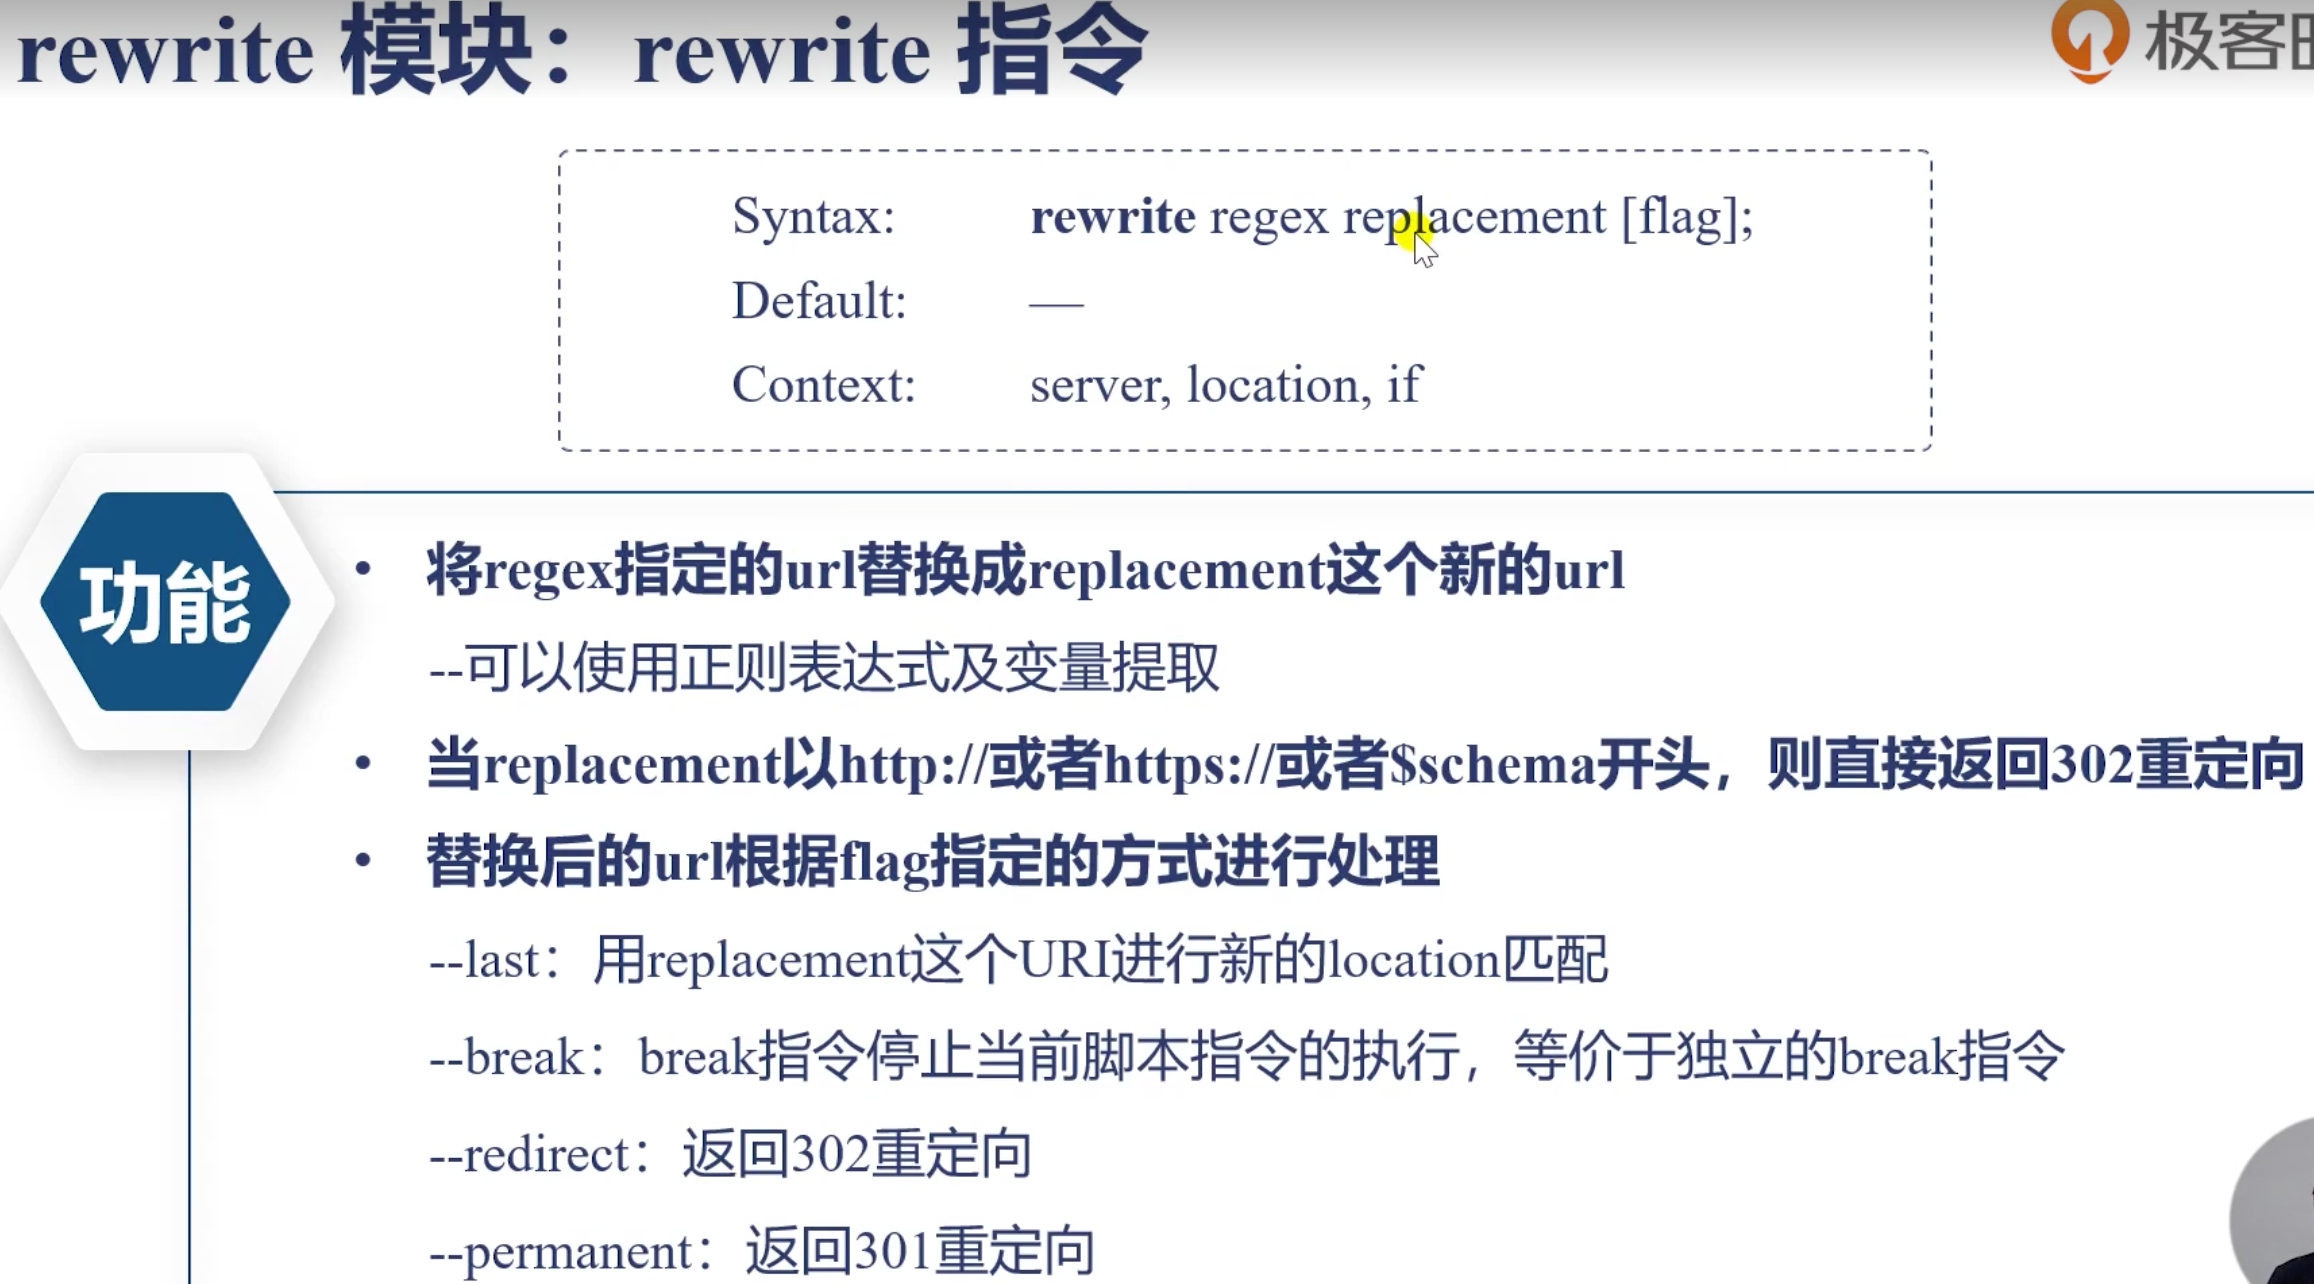 rewrite 模块：rewrite 指令
极客
Syntax: rewrite regex replacement [flag];
Default: —
Context: server, location, if
功能
• 将regex指定的url替换成replacement这个新的url
--可以使用正则表达式及变量提取
• 当replacement以http://或者https://或者$schema开头，则直接返回302重定向
• 替换后的url根据flag指定的方式进行处理
--last：用replacement这个URI进行新的location匹配
--break：break指令停止当前脚本指令的执行，等价于独立的break指令
--redirect：返回302重定向
--permanent：返回301重定向